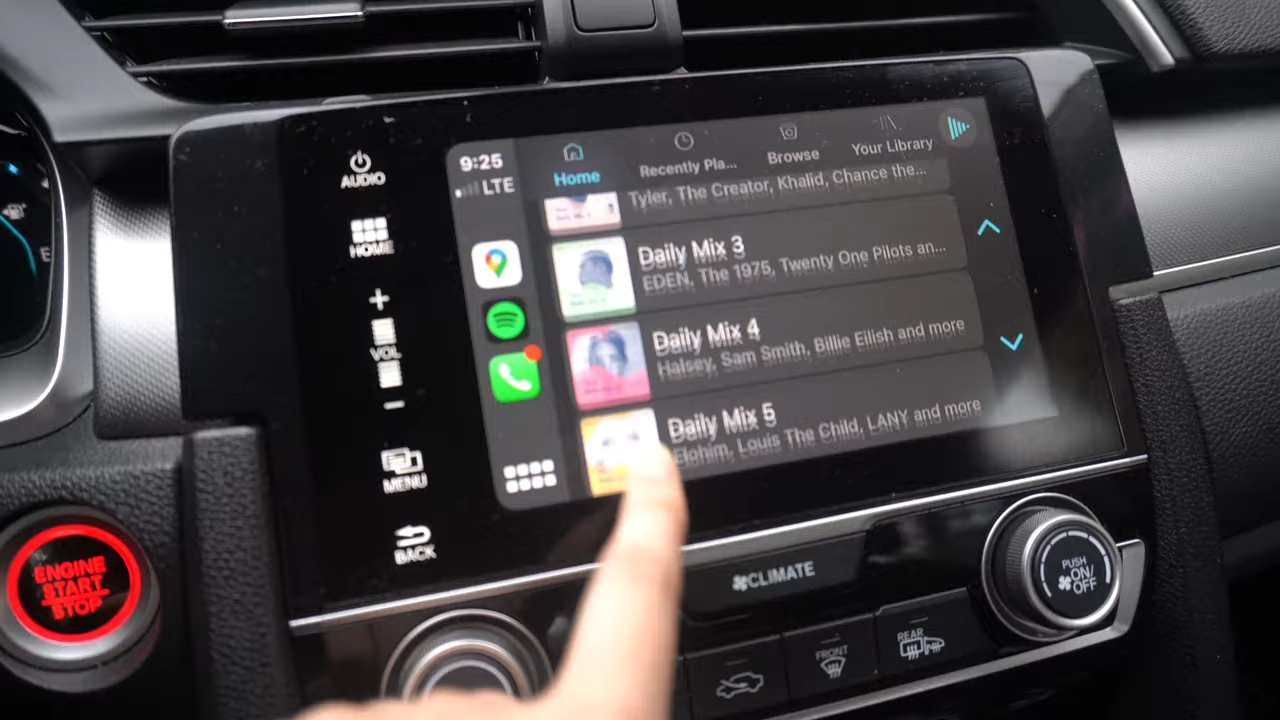 AUDIO
HOME
+
VOL
−
MENU
BACK
9:25
LTE
Home
Recently Pla...
Browse
Your Library
Tyler, The Creator, Khalid, Chance the...
Daily Mix 3
EDEN, The 1975, Twenty One Pilots an...
Daily Mix 4
Halsey, Sam Smith, Billie Eilish and more
Daily Mix 5
Elohim, Louis The Child, LANY and more
ENGINE
START
STOP
CLIMATE
PUSH
ON/
OFF
FRONT
REAR